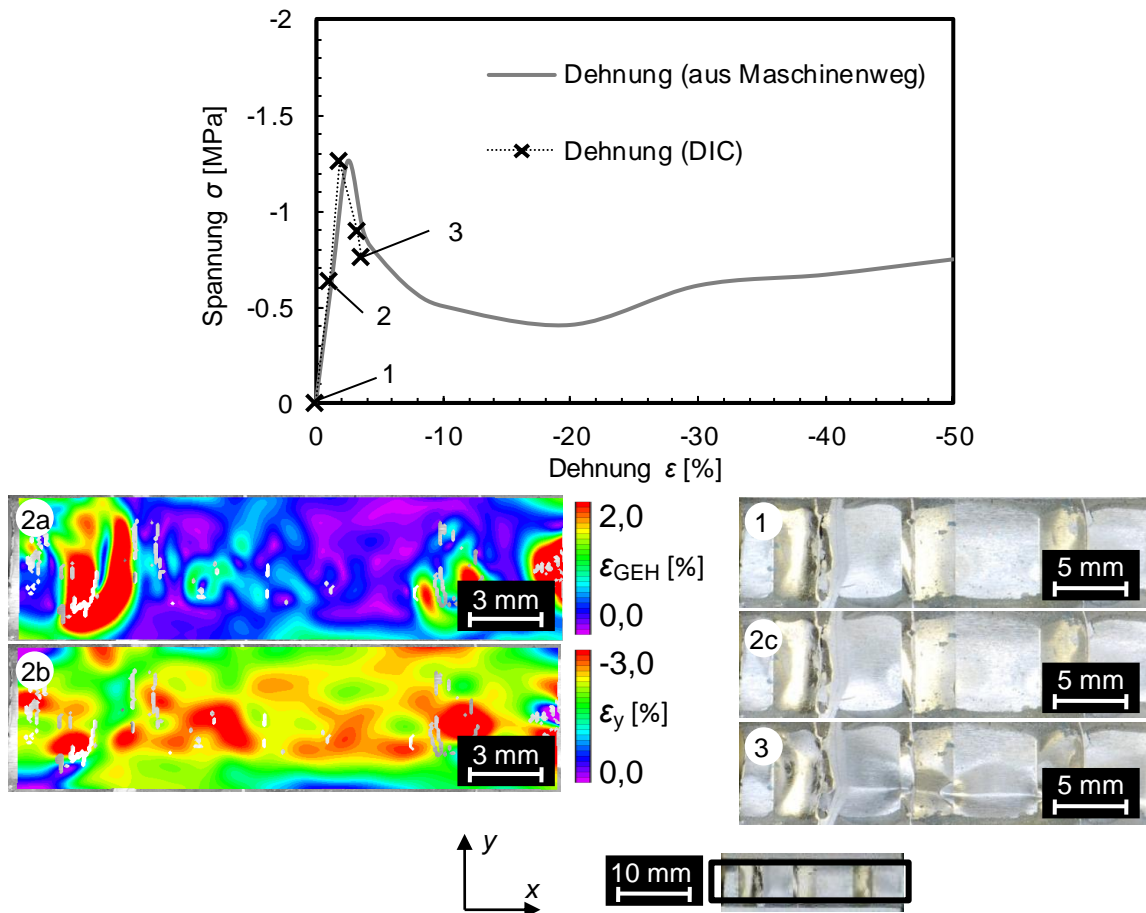 -2
-1.5
-1
-0.5
0
Spannung σ [MPa]
Dehnung (aus Maschinenweg)
Dehnung (DIC)
3
2
1
0 -10 -20 -30 -40 -50
Dehnung ε [%]
2a
2,0
εGEH [%]
0,0
3 mm
2b
-3,0
εy [%]
0,0
3 mm
1
5 mm
2c
5 mm
3
5 mm
y
x
10 mm